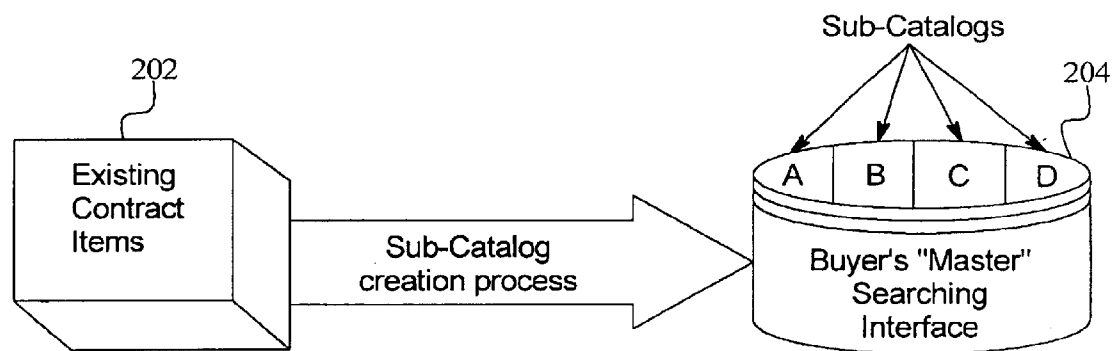 Sub-Catalogs
202
204
Existing
Contract
Items
A B C D
Sub-Catalog
creation process
Buyer's "Master"
Searching
Interface